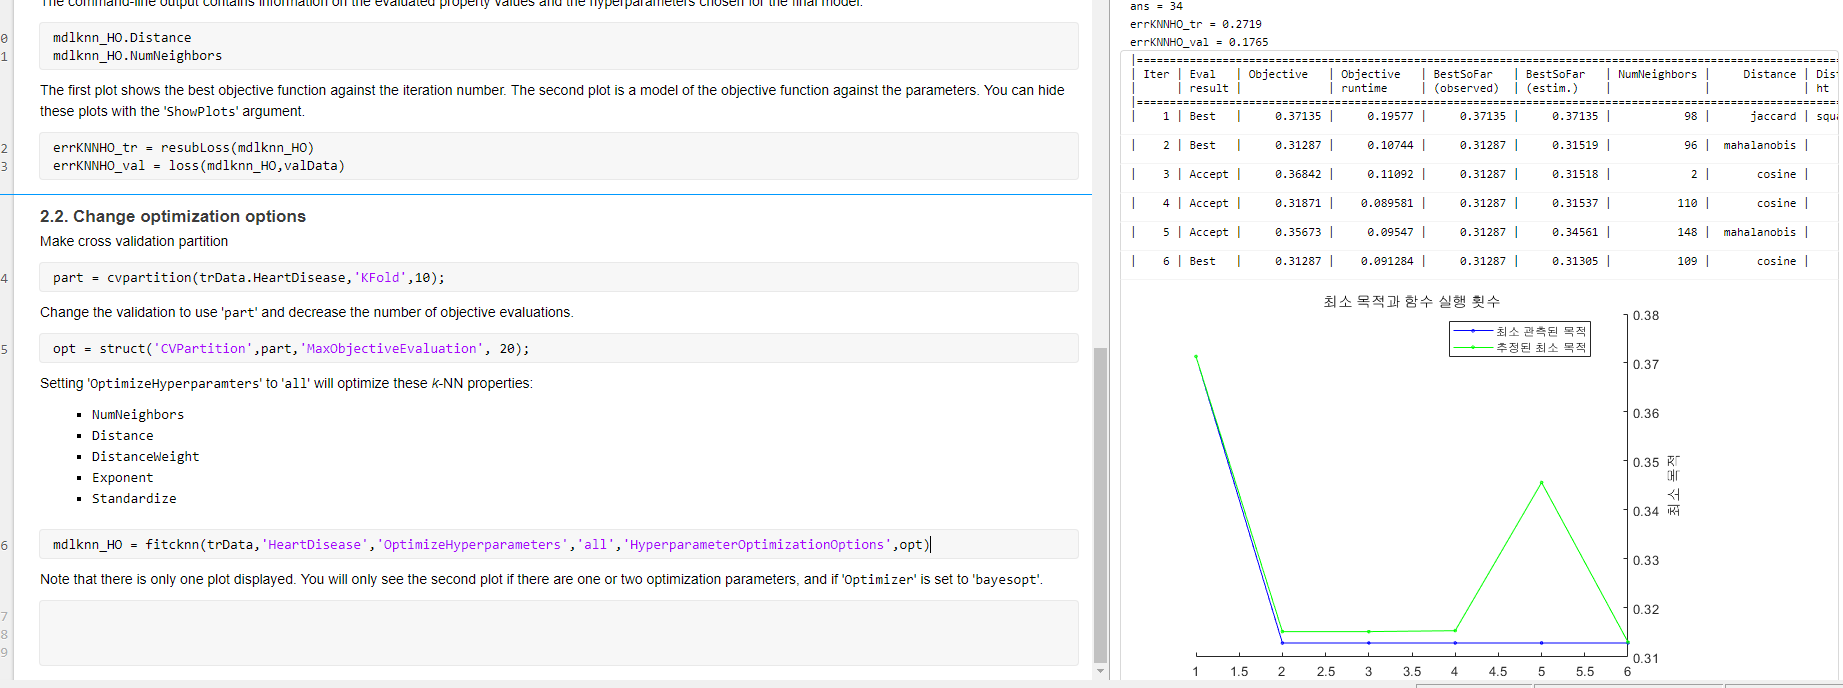 The command-line output contains information on the evaluated property values and the hyperparameters chosen for the final model.
0 mdlknn_HO.Distance
1 mdlknn_HO.NumNeighbors
The first plot shows the best objective function against the iteration number. The second plot is a model of the objective function against the parameters. You can hide
these plots with the 'ShowPlots' argument.
2 errKNNHO_tr = resubLoss(mdlknn_HO)
3 errKNNHO_val = loss(mdlknn_HO,valData)
2.2. Change optimization options
Make cross validation partition
4 part = cvpartition(trData.HeartDisease,'KFold',10);
Change the validation to use 'part' and decrease the number of objective evaluations.
5 opt = struct('CVPartition',part,'MaxObjectiveEvaluation', 20);
Setting 'OptimizeHyperparamters' to 'all' will optimize these k-NN properties:
▪ NumNeighbors
▪ Distance
▪ DistanceWeight
▪ Exponent
▪ Standardize
6 mdlknn_HO = fitcknn(trData,'HeartDisease','OptimizeHyperparameters','all','HyperparameterOptimizationOptions',opt)
Note that there is only one plot displayed. You will only see the second plot if there are one or two optimization parameters, and if 'Optimizer' is set to 'bayesopt'.
7
8
9
ans = 34
errKNNHO_tr = 0.2719
errKNNHO_val = 0.1765
| Iter | Eval | Objective | Objective | BestSoFar | BestSoFar | NumNeighbors | Distance | Dis
| | result | | runtime | (observed) | (estim.) | | | ht
| 1 | Best | 0.37135 | 0.19577 | 0.37135 | 0.37135 | 98 | jaccard | squ
| 2 | Best | 0.31287 | 0.10744 | 0.31287 | 0.31519 | 96 | mahalanobis |
| 3 | Accept | 0.36842 | 0.11092 | 0.31287 | 0.31518 | 2 | cosine |
| 4 | Accept | 0.31871 | 0.089581 | 0.31287 | 0.31537 | 110 | cosine |
| 5 | Accept | 0.35673 | 0.09547 | 0.31287 | 0.34561 | 148 | mahalanobis |
| 6 | Best | 0.31287 | 0.091284 | 0.31287 | 0.31305 | 109 | cosine |
최소 목적과 함수 실행 횟수
최소 관측된 목적
추정된 최소 목적
0.38
0.37
0.36
0.35
0.34
0.33
0.32
0.31
최소 목적
1 1.5 2 2.5 3 3.5 4 4.5 5 5.5 6